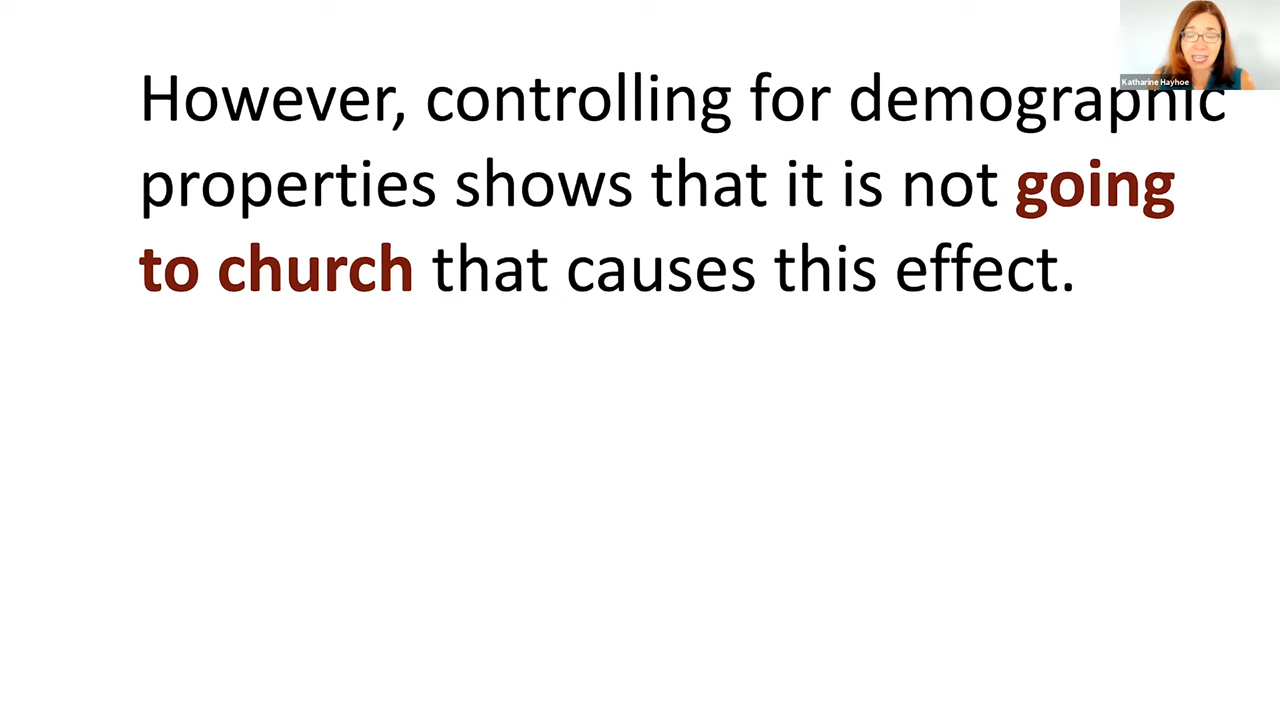 Katharine Hayhoe
However, controlling for demographic
properties shows that it is not going
to church that causes this effect.